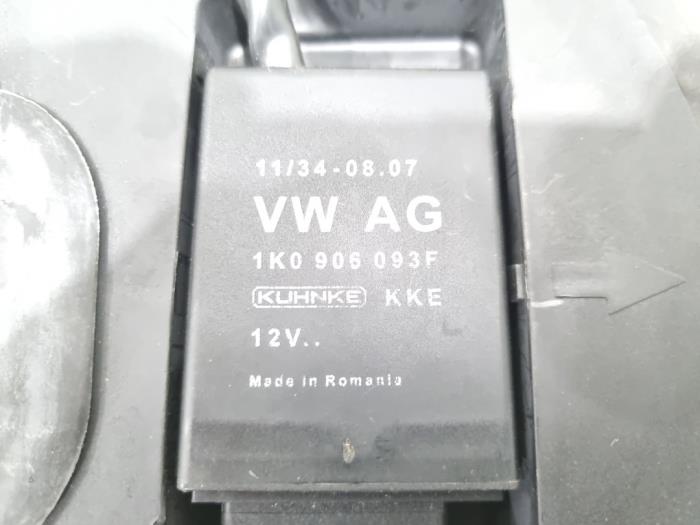 11/34-08.07
VW AG
1K0 906 093F
KUHNKE KKE
12V..
Made in Romania